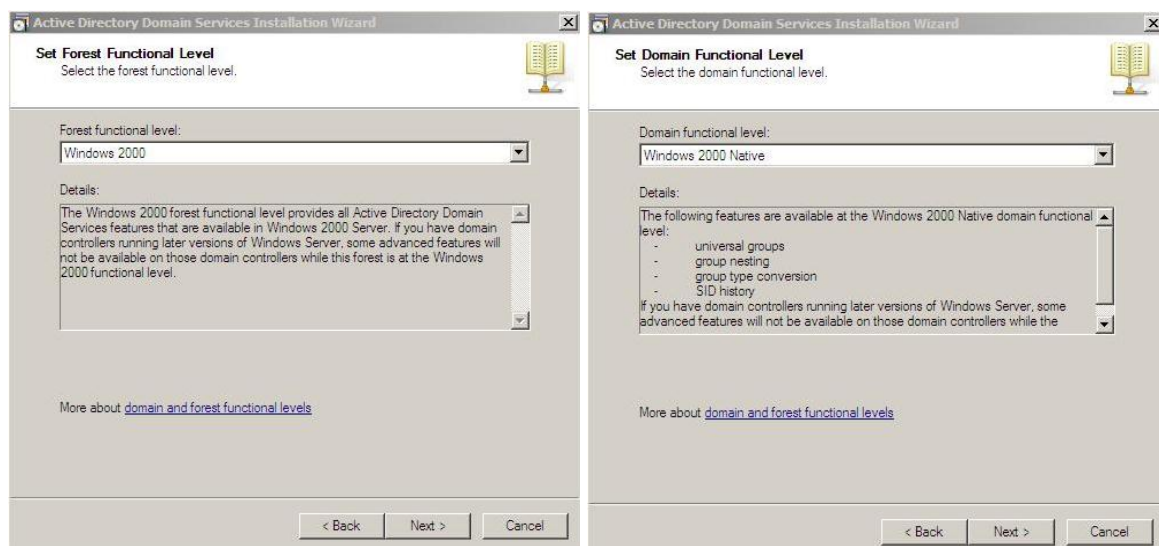 Active Directory Domain Services Installation Wizard
Set Forest Functional Level
Select the forest functional level.
Forest functional level:
Windows 2000
Details:
The Windows 2000 forest functional level provides all Active Directory Domain
Services features that are available in Windows 2000 Server. If you have domain
controllers running later versions of Windows Server, some advanced features will
not be available on those domain controllers while this forest is at the Windows
2000 functional level.
More about domain and forest functional levels
< Back
Next >
Cancel
Active Directory Domain Services Installation Wizard
Set Domain Functional Level
Select the domain functional level.
Domain functional level:
Windows 2000 Native
Details:
The following features are available at the Windows 2000 Native domain functional
level:
- universal groups
- group nesting
- group type conversion
- SID history
If you have domain controllers running later versions of Windows Server, some
advanced features will not be available on those domain controllers while the
More about domain and forest functional levels
< Back
Next >
Cancel